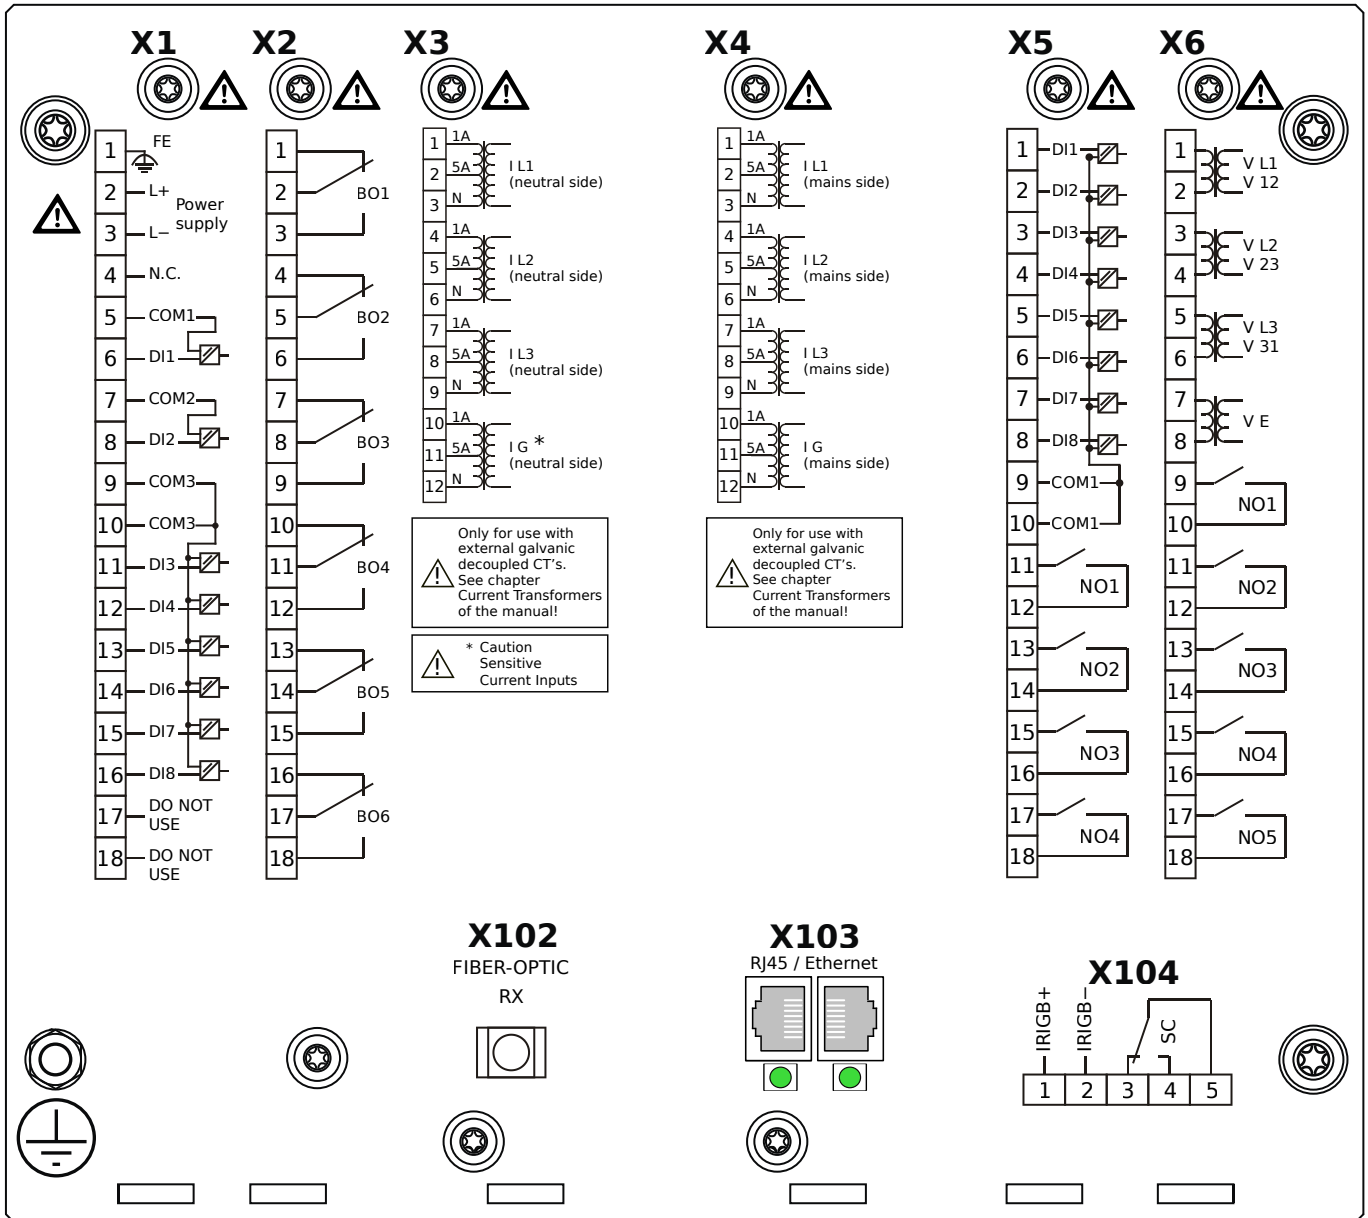 X1
X2
X3
X4
X5
X6
1
FE
2
L+
Power
supply
3
L−
4
N.C.
5
COM1
6
DI1
7
COM2
8
DI2
9
COM3
10
COM3
11
DI3
12
DI4
13
DI5
14
DI6
15
DI7
16
DI8
17
DO NOT
USE
18
DO NOT
USE
1
2
BO1
3
4
5
BO2
6
7
8
BO3
9
10
11
BO4
12
13
14
BO5
15
16
17
BO6
18
1
1A
2
5A
I L1
(neutral side)
3
N
4
1A
5
5A
I L2
(neutral side)
6
N
7
1A
8
5A
I L3
(neutral side)
9
N
10
1A
11
5A
I G *
(neutral side)
12
N
Only for use with
external galvanic
decoupled CT’s.
See chapter
Current Transformers
of the manual!
* Caution
Sensitive
Current Inputs
1
1A
2
5A
I L1
(mains side)
3
N
4
1A
5
5A
I L2
(mains side)
6
N
7
1A
8
5A
I L3
(mains side)
9
N
10
1A
11
5A
I G
(mains side)
12
N
Only for use with
external galvanic
decoupled CT’s.
See chapter
Current Transformers
of the manual!
1
DI1
2
DI2
3
DI3
4
DI4
5
DI5
6
DI6
7
DI7
8
DI8
9
COM1
10
COM1
11
NO1
12
13
NO2
14
15
NO3
16
17
NO4
18
1
V L1
V 12
2
3
V L2
V 23
4
5
V L3
V 31
6
7
V E
8
9
NO1
10
11
NO2
12
13
NO3
14
15
NO4
16
17
NO5
18
X102
FIBER-OPTIC
RX
X103
RJ45 / Ethernet
X104
IRIGB+
IRIGB−
SC
1
2
3
4
5